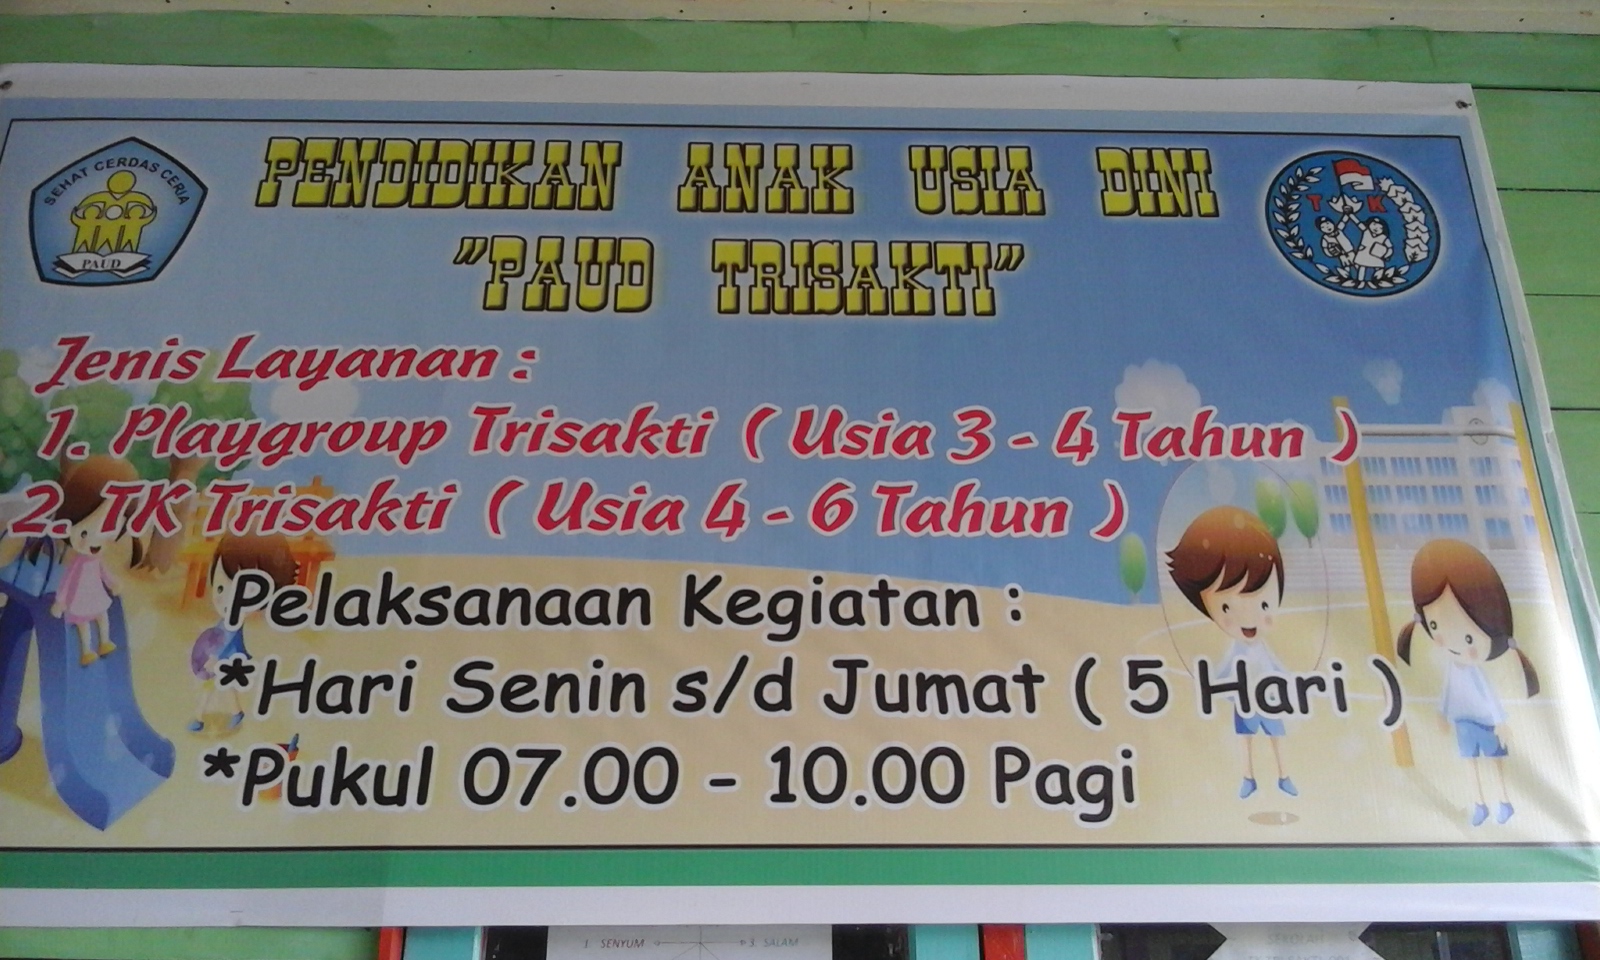 SEHAT CERDAS CERIA
PAUD
PENDIDIKAN ANAK USIA DINI
"PAUD TRISAKTI"
T K
Jenis Layanan :
1. Playgroup Trisakti ( Usia 3 - 4 Tahun )
2. TK Trisakti ( Usia 4 - 6 Tahun )
Pelaksanaan Kegiatan :
*Hari Senin s/d Jumat ( 5 Hari )
*Pukul 07.00 - 10.00 Pagi
1. SENYUM
3. SALAM